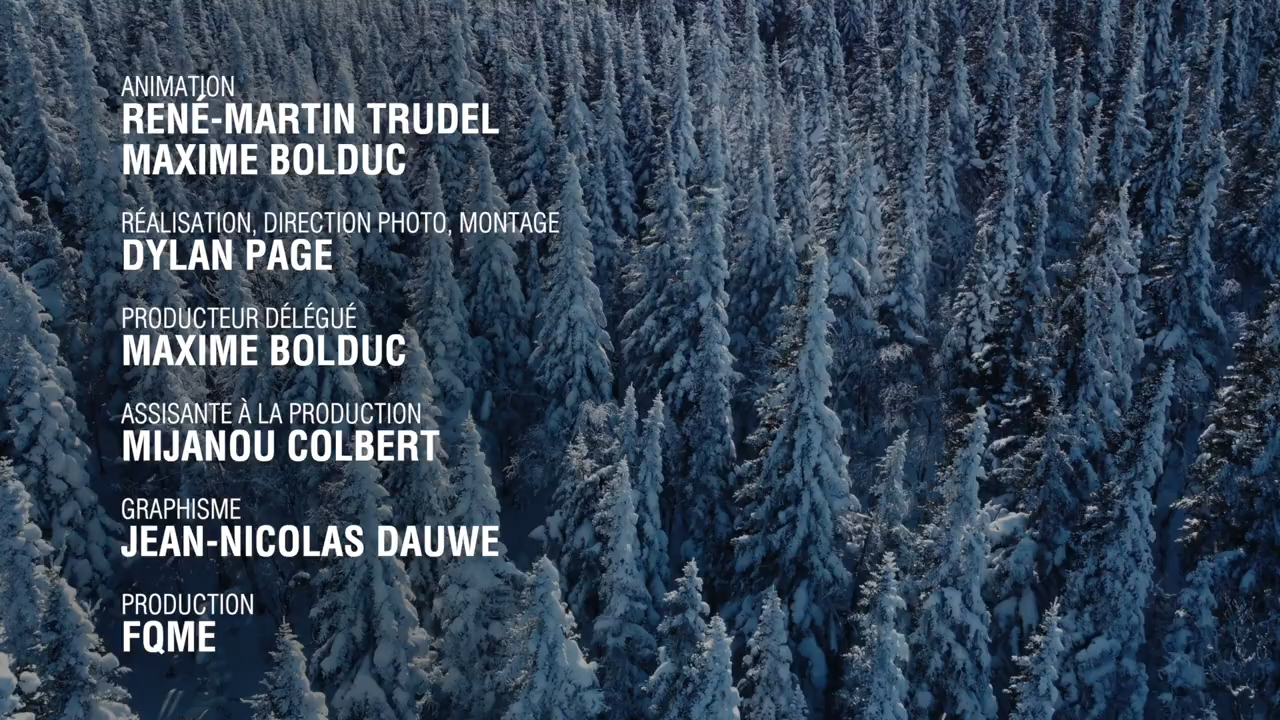 ANIMATION
RENÉ-MARTIN TRUDEL
MAXIME BOLDUC
RÉALISATION, DIRECTION PHOTO, MONTAGE
DYLAN PAGE
PRODUCTEUR DÉLÉGUÉ
MAXIME BOLDUC
ASSISANTE À LA PRODUCTION
MIJANOU COLBERT
GRAPHISME
JEAN-NICOLAS DAUWE
PRODUCTION
FQME